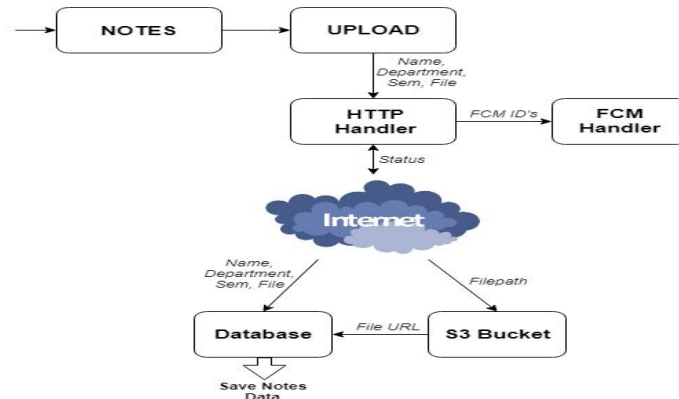 NOTES
UPLOAD
Name,
Department,
Sem, File
HTTP
Handler
FCM ID's
FCM
Handler
Status
Internet
Name,
Department,
Sem, File
Filepath
Database
File URL
S3 Bucket
Save Notes
Data